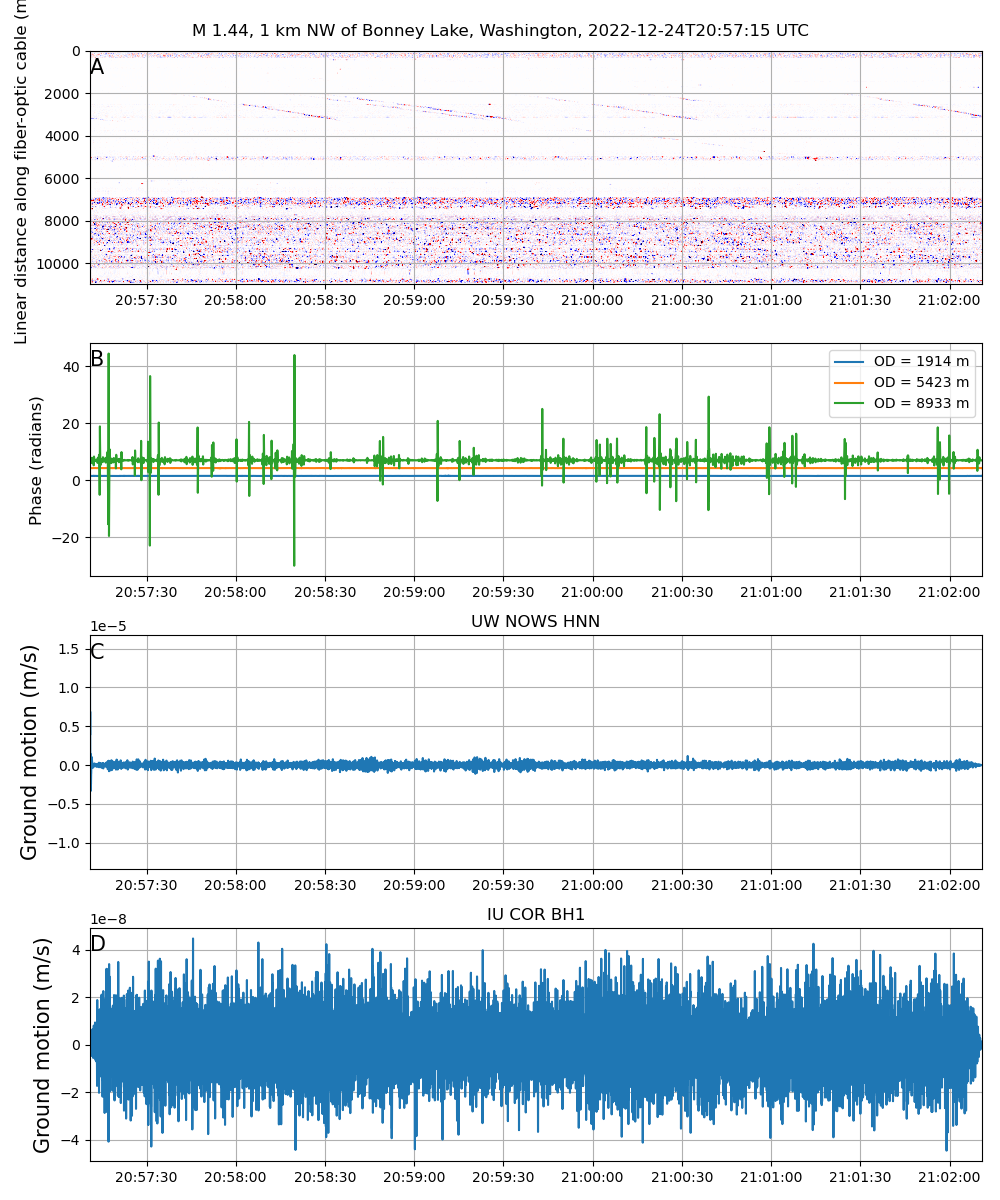 M 1.44, 1 km NW of Bonney Lake, Washington, 2022-12-24T20:57:15 UTC
A
Linear distance along fiber-optic cable (m
0
2000
4000
6000
8000
10000
20:57:30 20:58:00 20:58:30 20:59:00 20:59:30 21:00:00 21:00:30 21:01:00 21:01:30 21:02:00
B
Phase (radians)
40
20
0
−20
OD = 1914 m
OD = 5423 m
OD = 8933 m
20:57:30 20:58:00 20:58:30 20:59:00 20:59:30 21:00:00 21:00:30 21:01:00 21:01:30 21:02:00
UW NOWS HNN
1e−5
C
Ground motion (m/s)
1.5
1.0
0.5
0.0
−0.5
−1.0
20:57:30 20:58:00 20:58:30 20:59:00 20:59:30 21:00:00 21:00:30 21:01:00 21:01:30 21:02:00
IU COR BH1
1e−8
D
Ground motion (m/s)
4
2
0
−2
−4
20:57:30 20:58:00 20:58:30 20:59:00 20:59:30 21:00:00 21:00:30 21:01:00 21:01:30 21:02:00